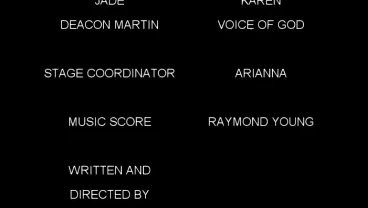 JADE KAREN
DEACON MARTIN VOICE OF GOD
STAGE COORDINATOR ARIANNA
MUSIC SCORE RAYMOND YOUNG
WRITTEN AND
DIRECTED BY